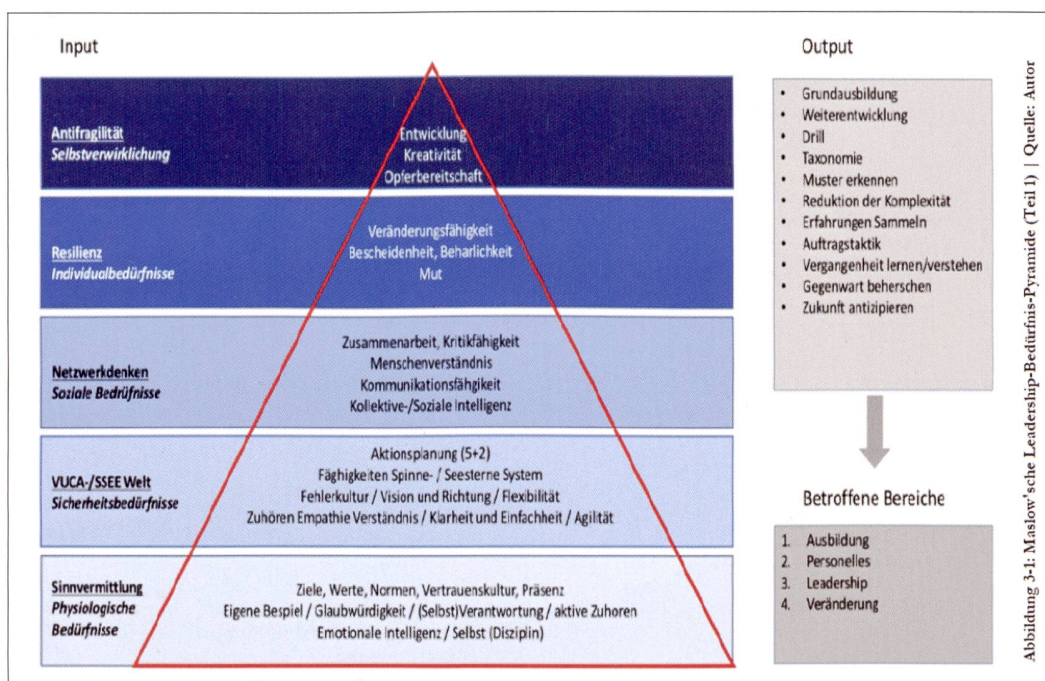 Input
Antifragilität
Selbstverwirklichung
Entwicklung
Kreativität
Opferbereitschaft
Resilienz
Individualbedürfnisse
Veränderungsfähigkeit
Bescheidenheit, Beharlichkeit
Mut
Netzwerkdenken
Soziale Bedrüfnisse
Zusammenarbeit, Kritikfähigkeit
Menschenverständnis
Kommunikationsfähgikeit
Kollektive-/Soziale Intelligenz
VUCA-/SSEE Welt
Sicherheitsbedürfnisse
Aktionsplanung (5+2)
Fäghigkeiten Spinne- / Seesterne System
Fehlerkultur / Vision und Richtung / Flexibilität
Zuhören Empathie Verständnis / Klarheit und Einfachheit / Agilität
Sinnvermittlung
Physiologische
Bedürfnisse
Ziele, Werte, Normen, Vertrauenskultur, Präsenz
Eigene Bespiel / Glaubwürdigkeit / (Selbst)Verantwortung / aktive Zuhoren
Emotionale Intelligenz / Selbst (Disziplin)
Output
• Grundausbildung
• Weiterentwicklung
• Drill
• Taxonomie
• Muster erkennen
• Reduktion der Komplexität
• Erfahrungen Sammeln
• Auftragstaktik
• Vergangenheit lernen/verstehen
• Gegenwart beherschen
• Zukunft antizipieren
Betroffene Bereiche
1. Ausbildung
2. Personelles
3. Leadership
4. Veränderung
Abbildung 3-1: Maslow'sche Leadership-Bedürfnis-Pyramide (Teil 1) | Quelle: Autor